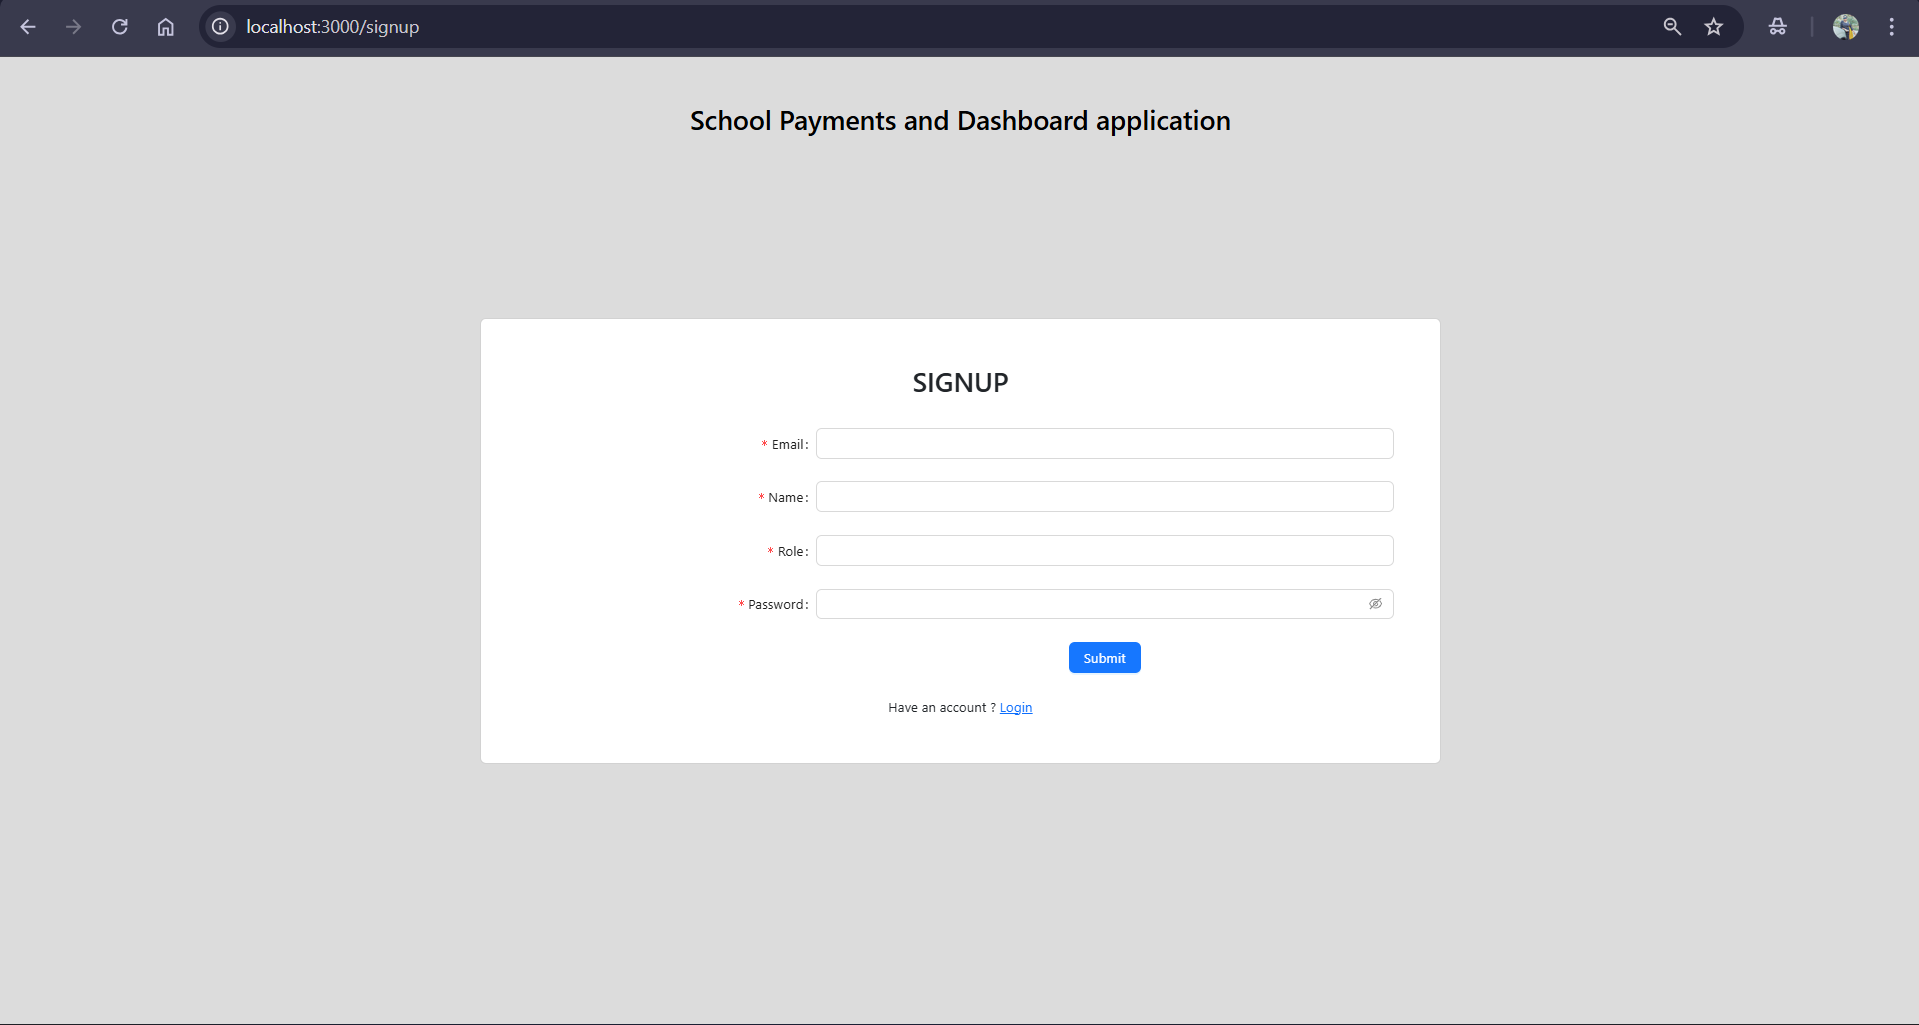 localhost:3000/signup
School Payments and Dashboard application
SIGNUP
* Email:
* Name:
* Role:
* Password:
Submit
Have an account ? Login